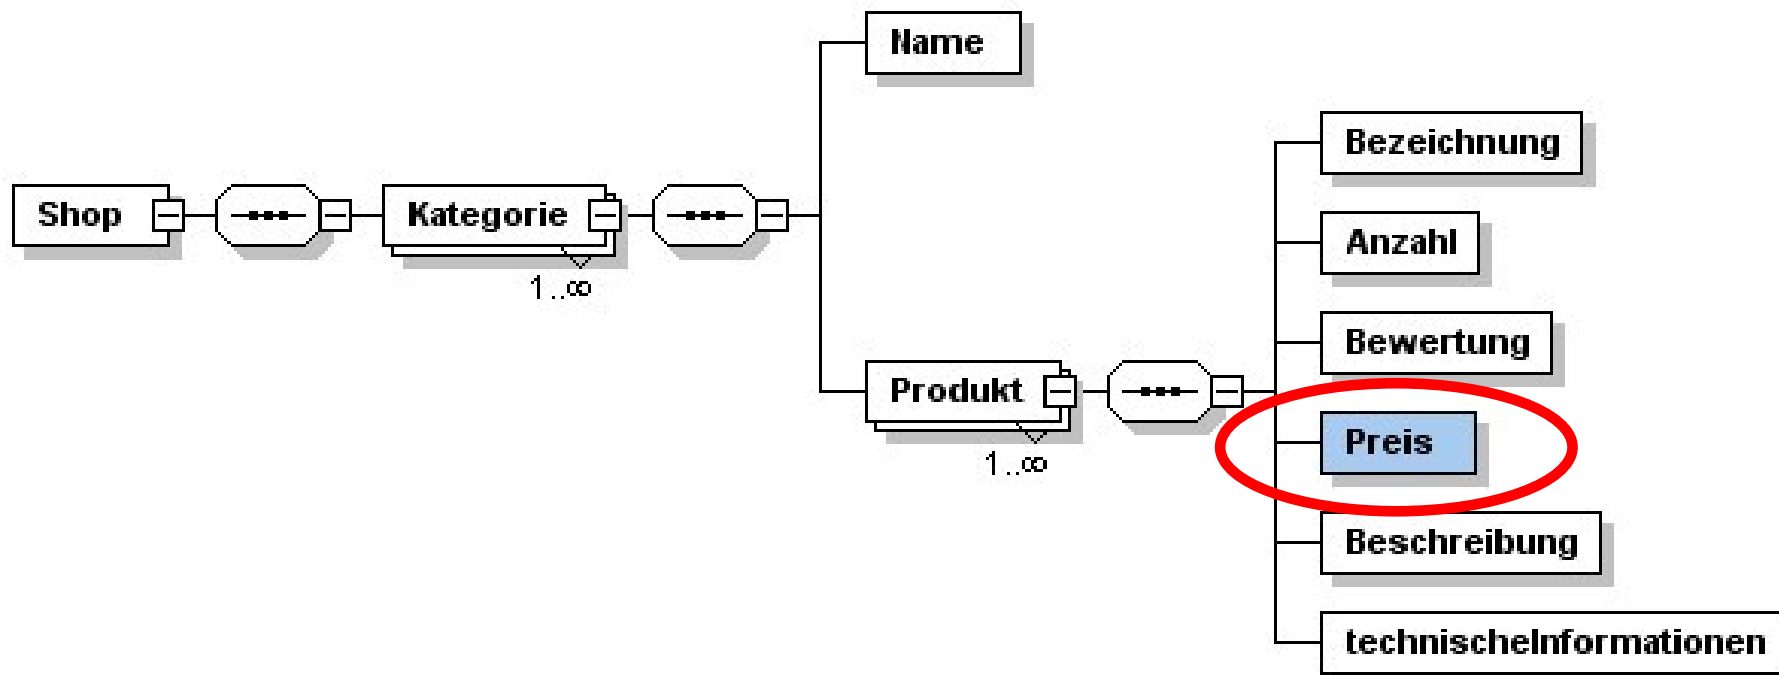 Name
Bezeichnung
Shop
Kategorie
Anzahl
1..∞
Bewertung
Produkt
Preis
1..∞
Beschreibung
technischeInformationen